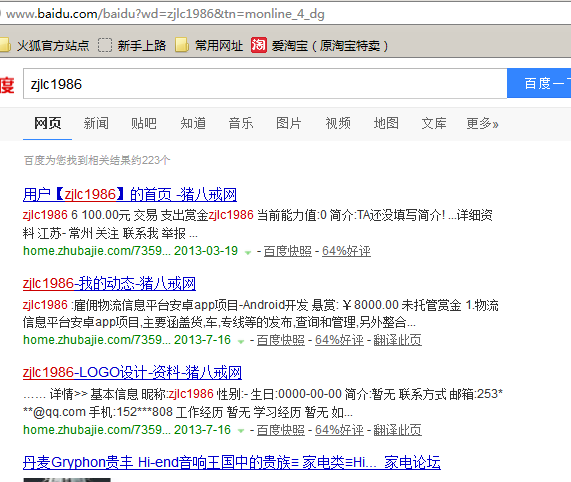 www.baidu.com/baidu?wd=zjlc1986&tn=monline_4_dg
火狐官方站点 新手上路 常用网址 淘 爱淘宝（原淘宝特卖）
度 zjlc1986 百度一下
网页 新闻 贴吧 知道 音乐 图片 视频 地图 文库 更多»
百度为您找到相关结果约223个
用户【zjlc1986】的首页 -猪八戒网
zjlc1986 6 100.00元 交易 支出赏金zjlc1986 当前能力值:0 简介:TA还没填写简介! ...详细资
料 江苏- 常州 关注 联系我 举报 ...
home.zhubajie.com/7359... 2013-03-19 - 百度快照 - 64%好评
zjlc1986-我的动态-猪八戒网
zjlc1986 :雇佣物流信息平台安卓app项目-Android开发 悬赏: ￥8000.00 未托管赏金 1.物流
信息平台安卓app项目,主要涵盖货,车,专线等的发布,查询和管理,另外整合...
home.zhubajie.com/7359... 2013-7-16 - 百度快照 - 64%好评 - 翻译此页
zjlc1986-LOGO设计-资料-猪八戒网
…… 详情>> 基本信息 昵称:zjlc1986 性别:- 生日:0000-00-00 简介:暂无 联系方式 邮箱:253*
**@qq.com 手机:152***808 工作经历 暂无 学习经历 暂无 如...
home.zhubajie.com/7359... 2013-7-16 - 百度快照 - 64%好评 - 翻译此页
丹麦Gryphon贵丰 Hi-end音响王国中的贵族≡ 家电类≡Hi... 家电论坛